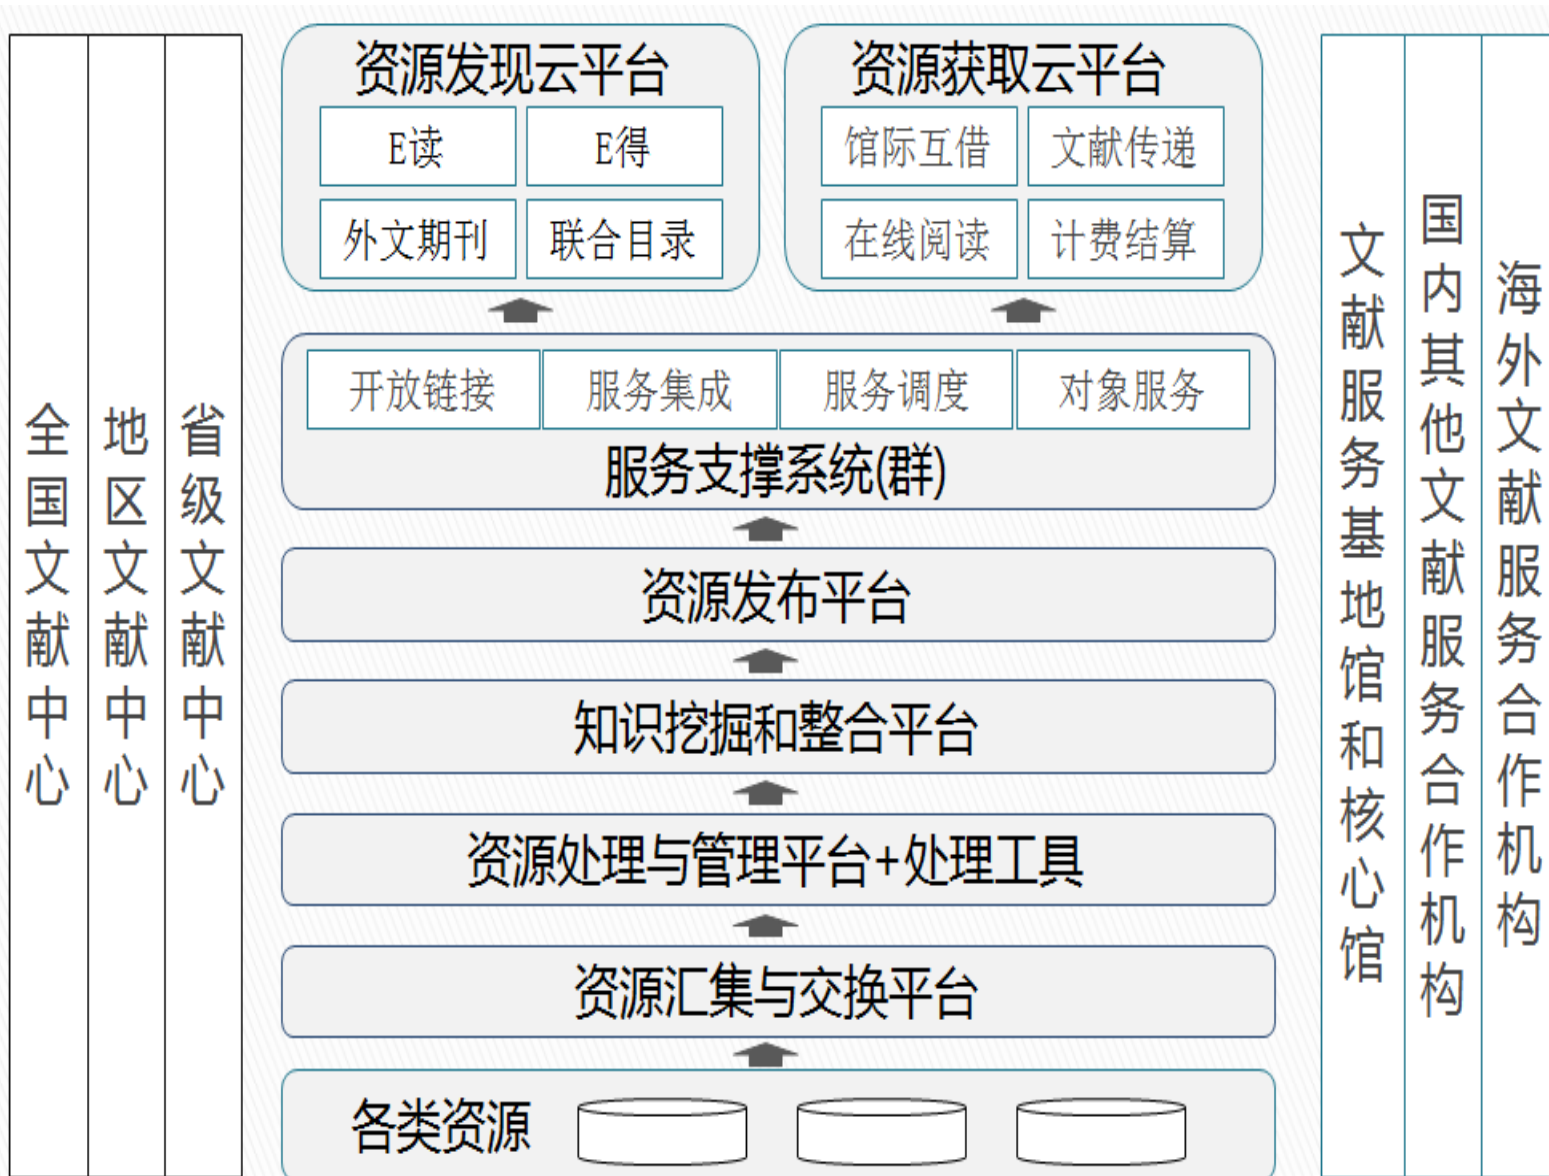 全国文献中心
地区文献中心
省级文献中心
资源发现云平台
E读
E得
外文期刊
联合目录
资源获取云平台
馆际互借
文献传递
在线阅读
计费结算
开放链接
服务集成
服务调度
对象服务
服务支撑系统(群)
资源发布平台
知识挖掘和整合平台
资源处理与管理平台+处理工具
资源汇集与交换平台
各类资源
文献服务基地馆和核心馆
国内其他文献服务合作机构
海外文献服务合作机构